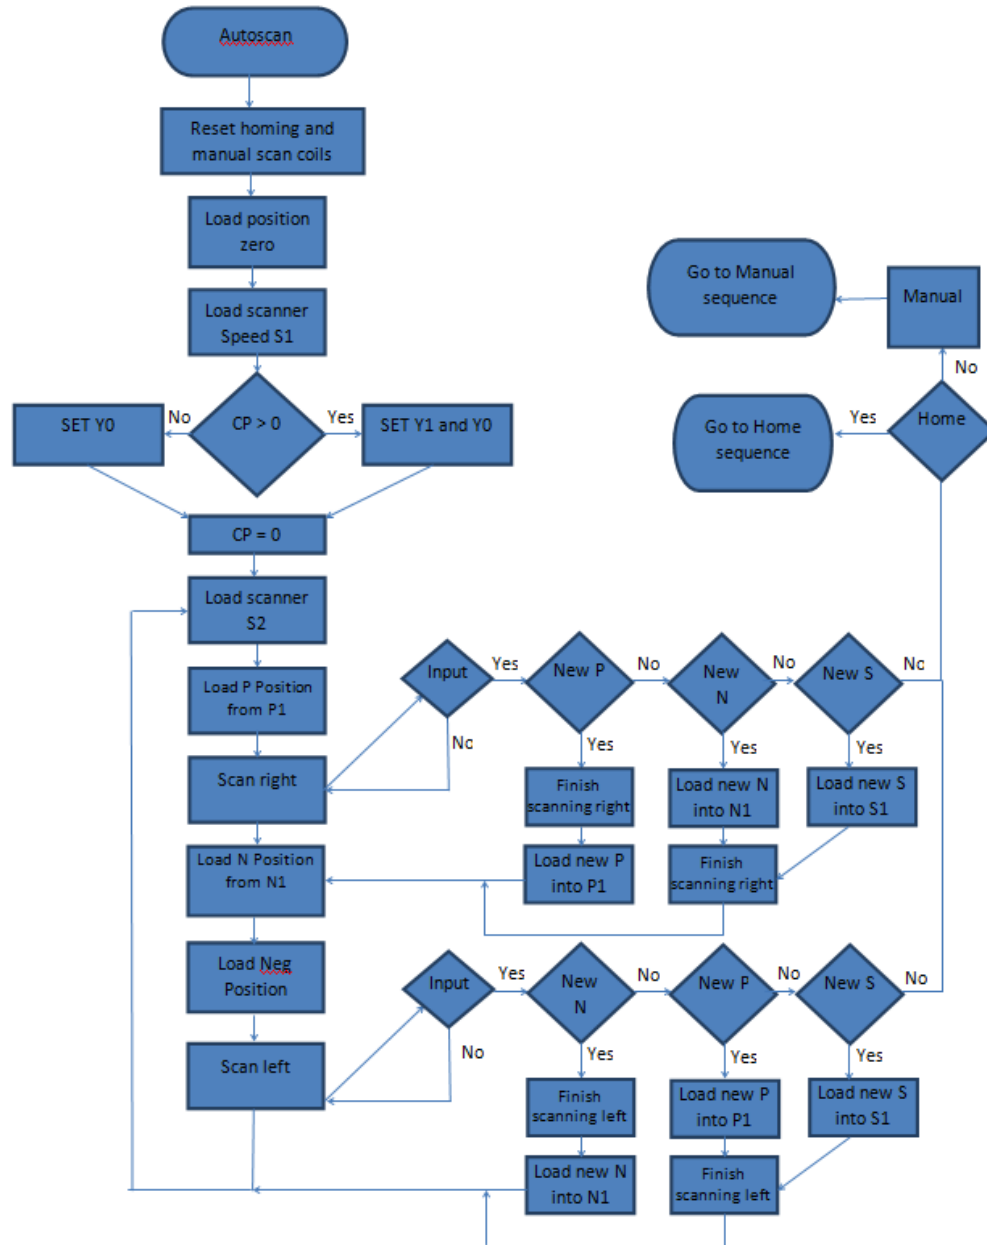 Autoscan
Reset homing and
manual scan coils
Load position
zero
Load scanner
Speed S1
Go to Manual
sequence
Manual
No
CP > 0
No
Yes
SET Y0
SET Y1 and Y0
Go to Home
sequence
Yes
Home
CP = 0
Load scanner
S2
Load P Position
from P1
Scan right
Input
Yes
No
New P
No
Yes
New
N
No
Yes
New S
No
Yes
Finish
scanning right
Load new N
into N1
Load new S
into S1
Load N Position
from N1
Load new P
into P1
Finish
scanning right
Load Neg
Position
Input
Yes
No
New
N
No
Yes
New P
No
Yes
New S
No
Yes
Scan left
Finish
scanning left
Load new P
into P1
Load new S
into S1
Load new N
into N1
Finish
scanning left